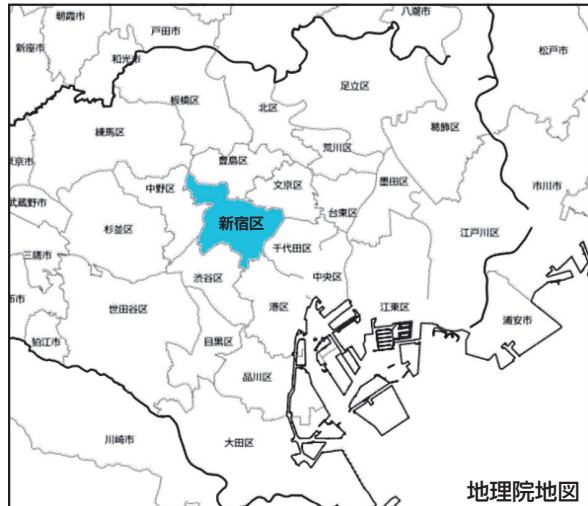 八潮市
朝霞市
戸田市
新座市
和光市
松戸市
足立区
板橋区
北区
葛飾区
練馬区
荒川区
豊島区
墨田区
中野区
文京区
市川市
武蔵野市
台東区
杉並区
新宿区
江戸川区
千代田区
三鷹市
渋谷区
中央区
世田谷区
港区
江東区
浦安市
狛江市
目黒区
品川区
川崎市
大田区
地理院地図